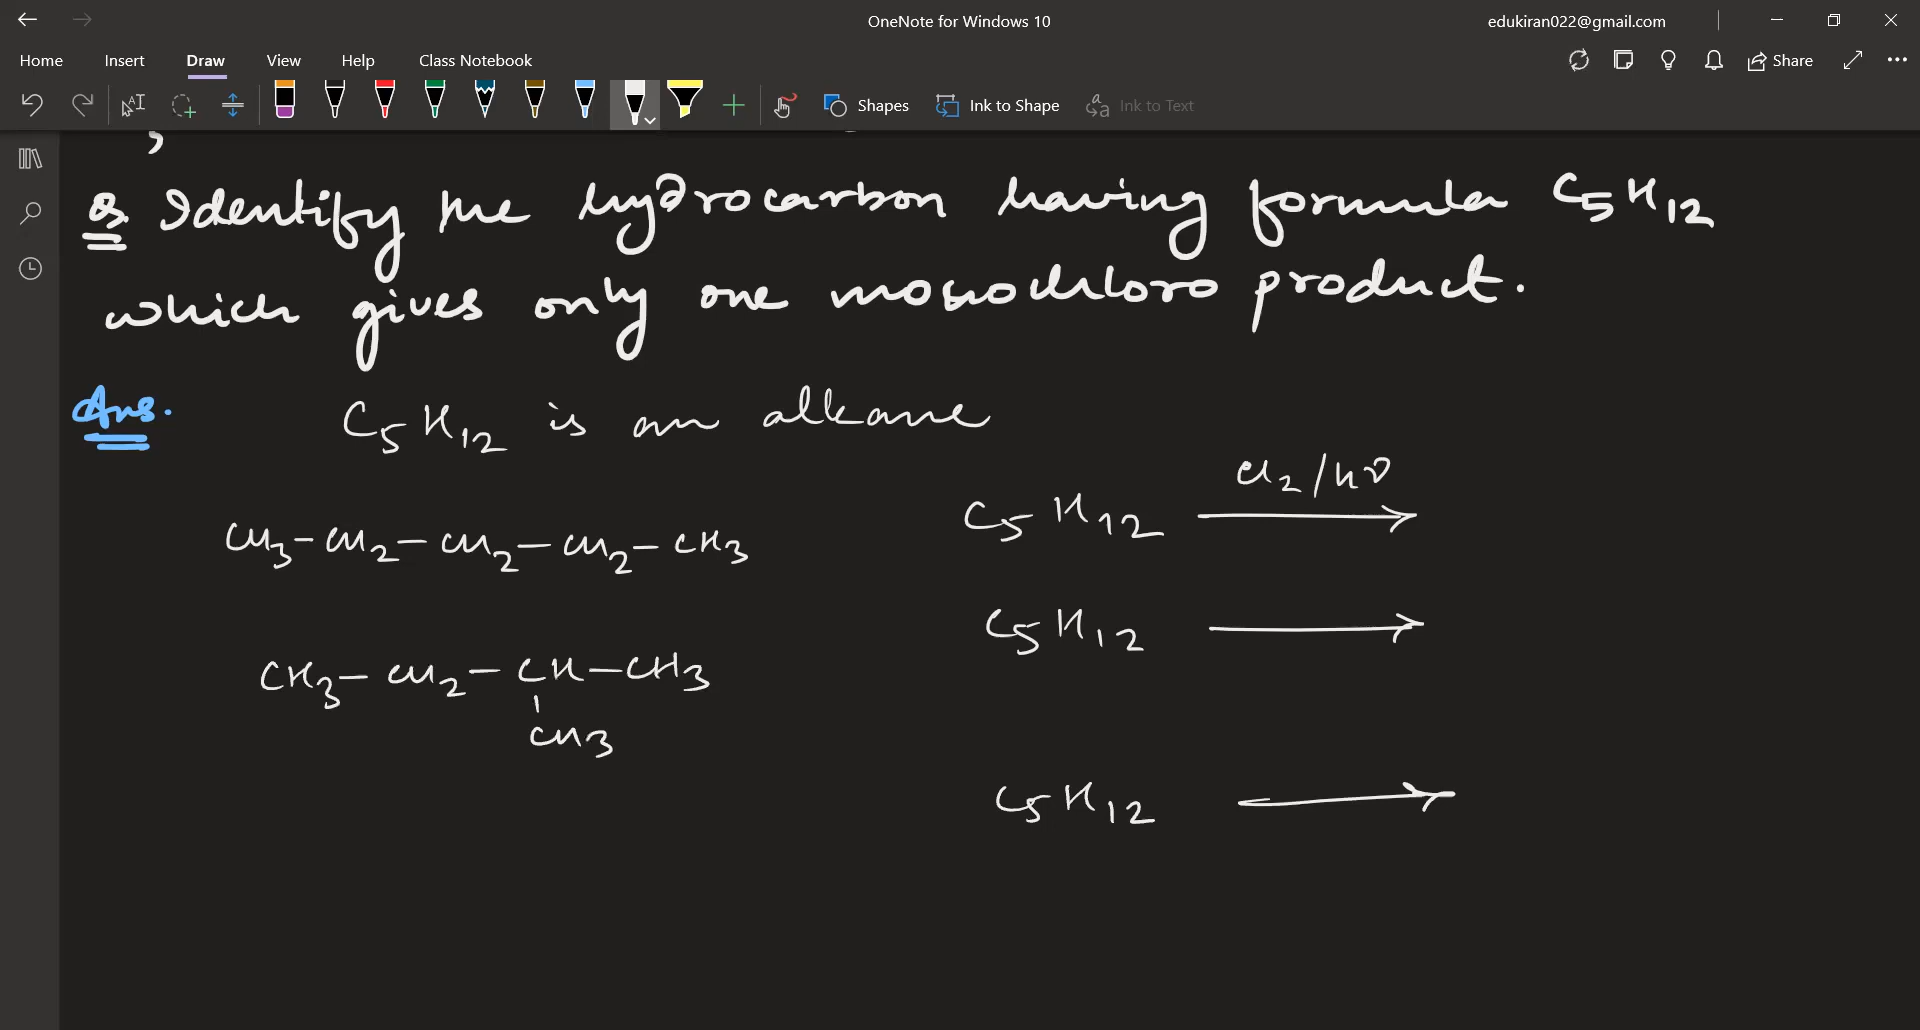 OneNote for Windows 10
edukiran022@gmail.com
Home Insert Draw View Help Class Notebook
Share
Shapes Ink to Shape Ink to Text
Q. Identify the hydrocarbon having formula C5H12
which gives only one monochloro product.
Ans.
C5H12 is an alkane
C5H12 Cl2/hν ⟶
CH3-CH2-CH2-CH2-CH3
C5H12 ⟶
CH3-CH2-CH-CH3
CH3
C5H12 ⟶